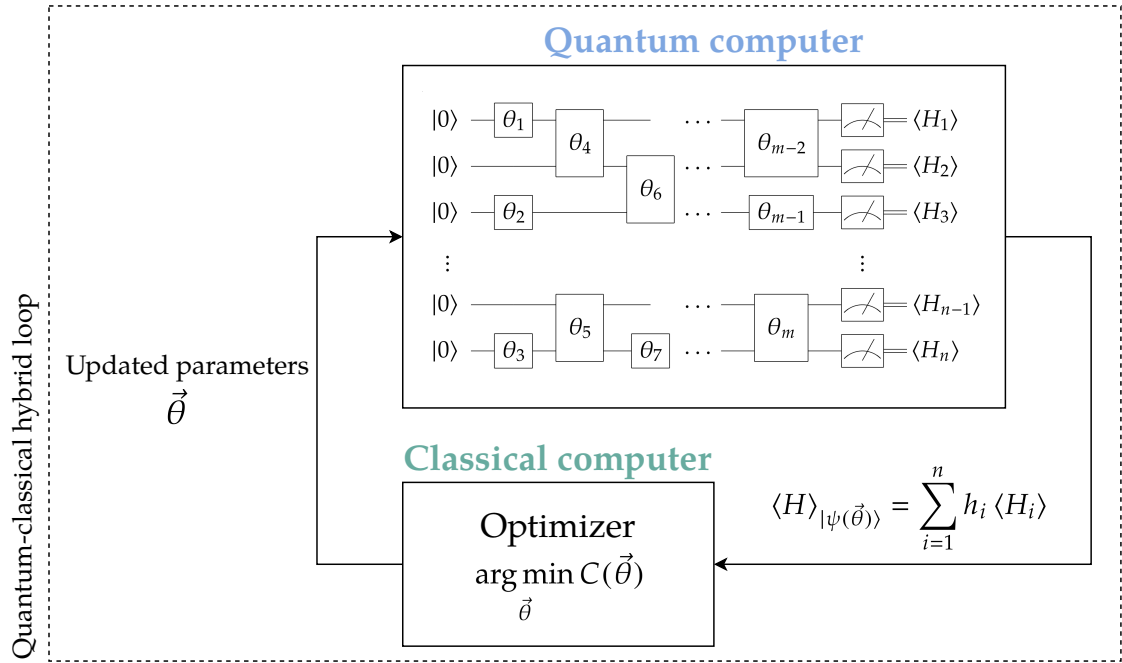 Quantum computer
|0⟩ θ₁ θ₄ ⋯ θₘ₋₂ ⟨H₁⟩
|0⟩ θ₆ ⋯ ⟨H₂⟩
|0⟩ θ₂ ⋯ θₘ₋₁ ⟨H₃⟩
⋮ ⋮
|0⟩ θ₅ ⋯ θₘ ⟨Hₙ₋₁⟩
|0⟩ θ₃ θ₇ ⋯ ⟨Hₙ⟩
Quantum-classical hybrid loop
Updated parameters
θ⃗
Classical computer
Optimizer
arg min C(θ⃗)
θ⃗
⟨H⟩|ψ(θ⃗)⟩ = ∑ᵢ₌₁ⁿ hᵢ ⟨Hᵢ⟩